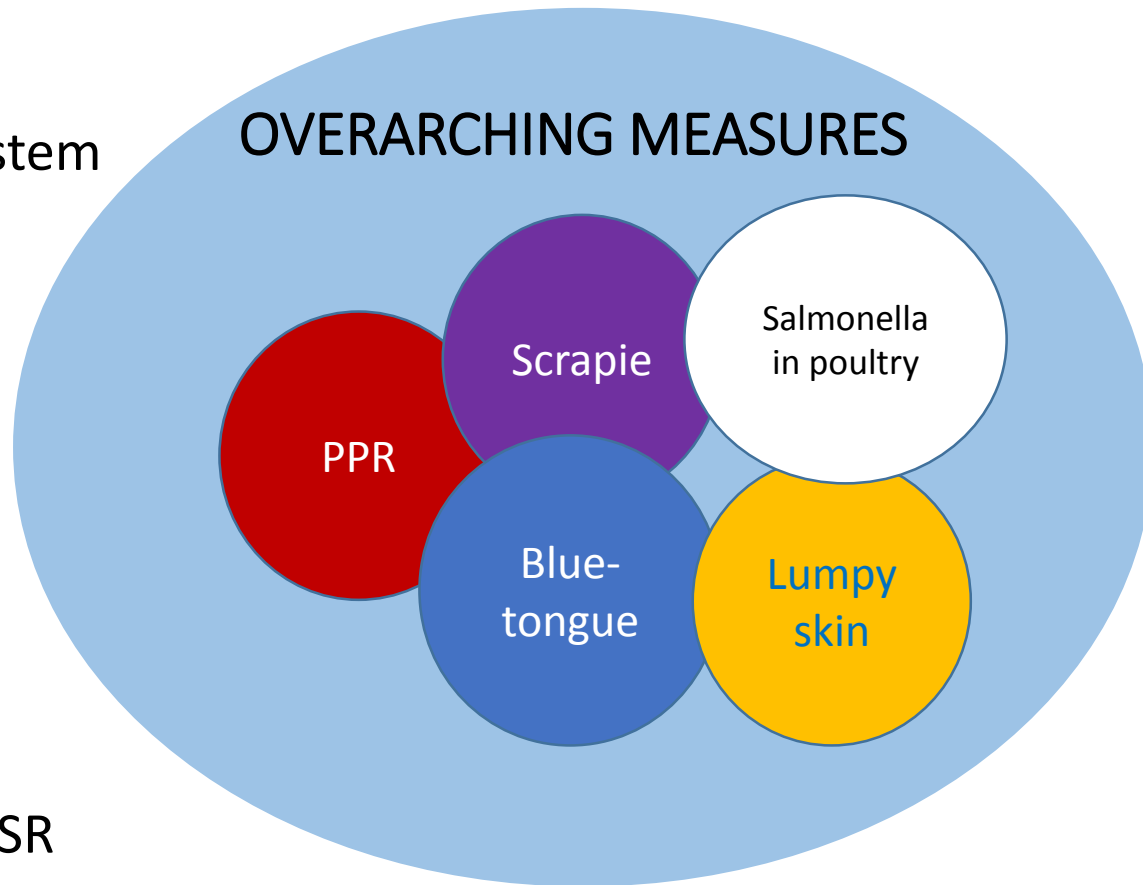 stem
OVERARCHING MEASURES
Salmonella
in poultry
Scrapie
PPR
Blue-
tongue
Lumpy
skin
SR